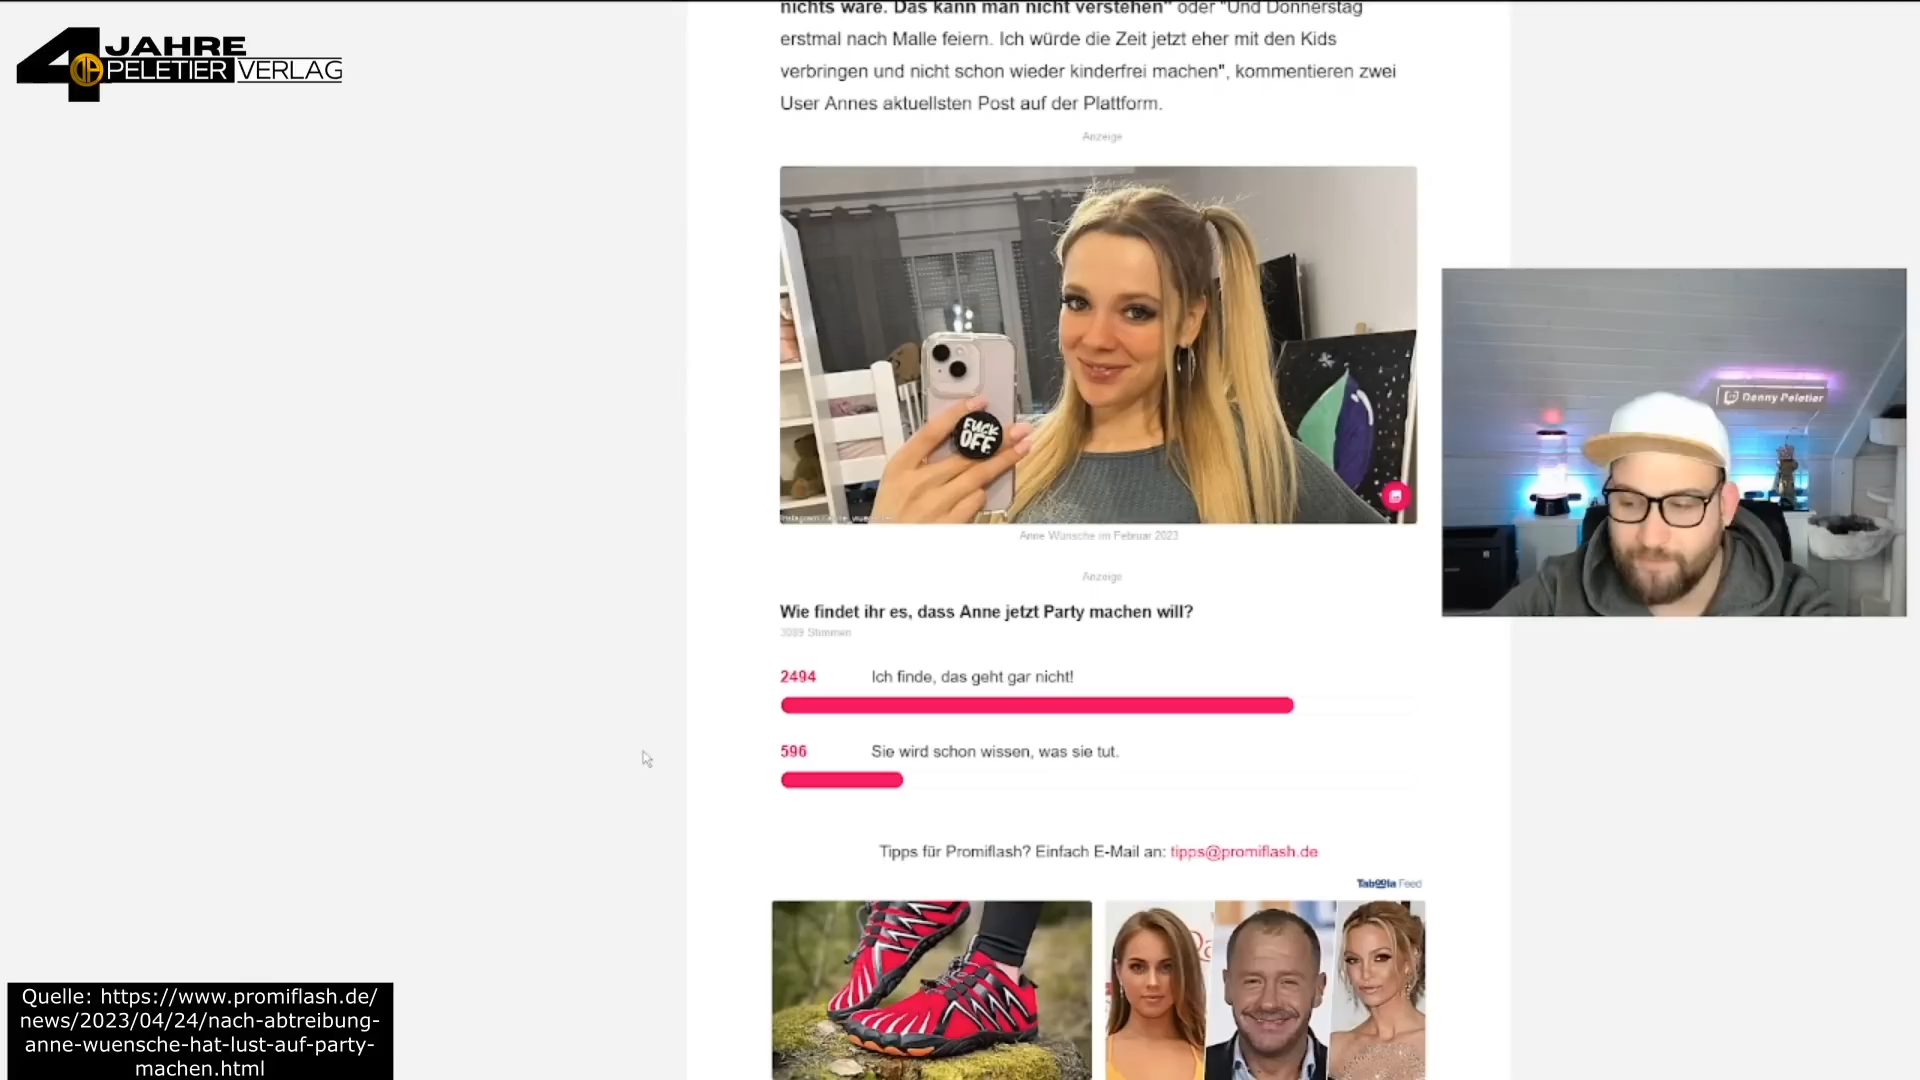 4 JAHRE
PELETIER VERLAG
nichts wäre. Das kann man nicht verstehen" oder "Und Donnerstag
erstmal nach Malle feiern. Ich würde die Zeit jetzt eher mit den Kids
verbringen und nicht schon wieder kinderfrei machen", kommentieren zwei
User Annes aktuellsten Post auf der Plattform.
Anzeige
FUCK
OFF
Anne Wünsche im Februar 2023
Anzeige
Danny Peletier
Wie findet ihr es, dass Anne jetzt Party machen will?
3089 Stimmen
2494 Ich finde, das geht gar nicht!
596 Sie wird schon wissen, was sie tut.
Tipps für Promiflash? Einfach E-Mail an: tipps@promiflash.de
Taboola Feed
Quelle: https://www.promiflash.de/
news/2023/04/24/nach-abtreibung-
anne-wuensche-hat-lust-auf-party-
machen.html